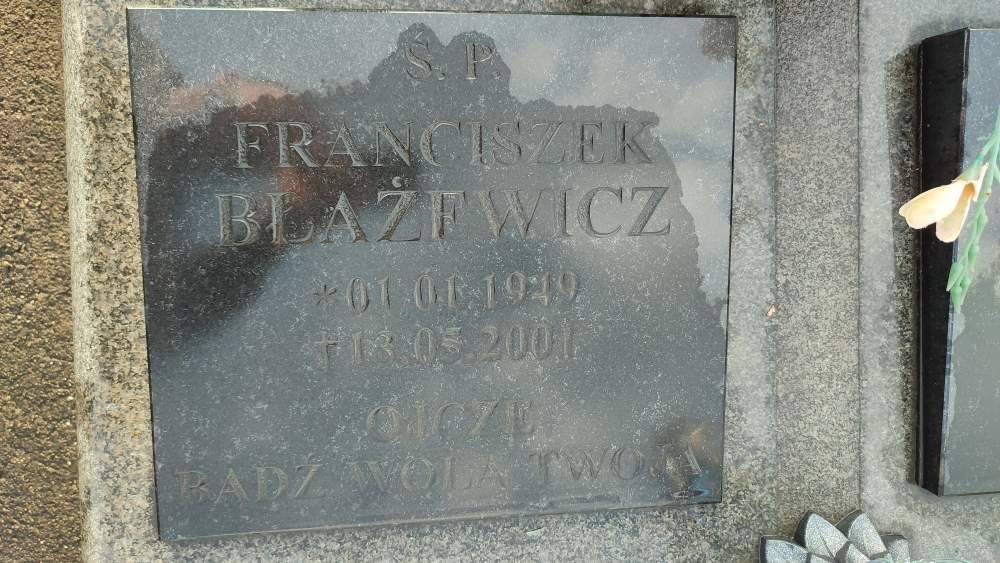 Ś. P.
FRANCISZEK
BŁAŻEWICZ
*01.01.1949
†13.05.2001
OJCZE
BĄDŹ WOLA TWOJA